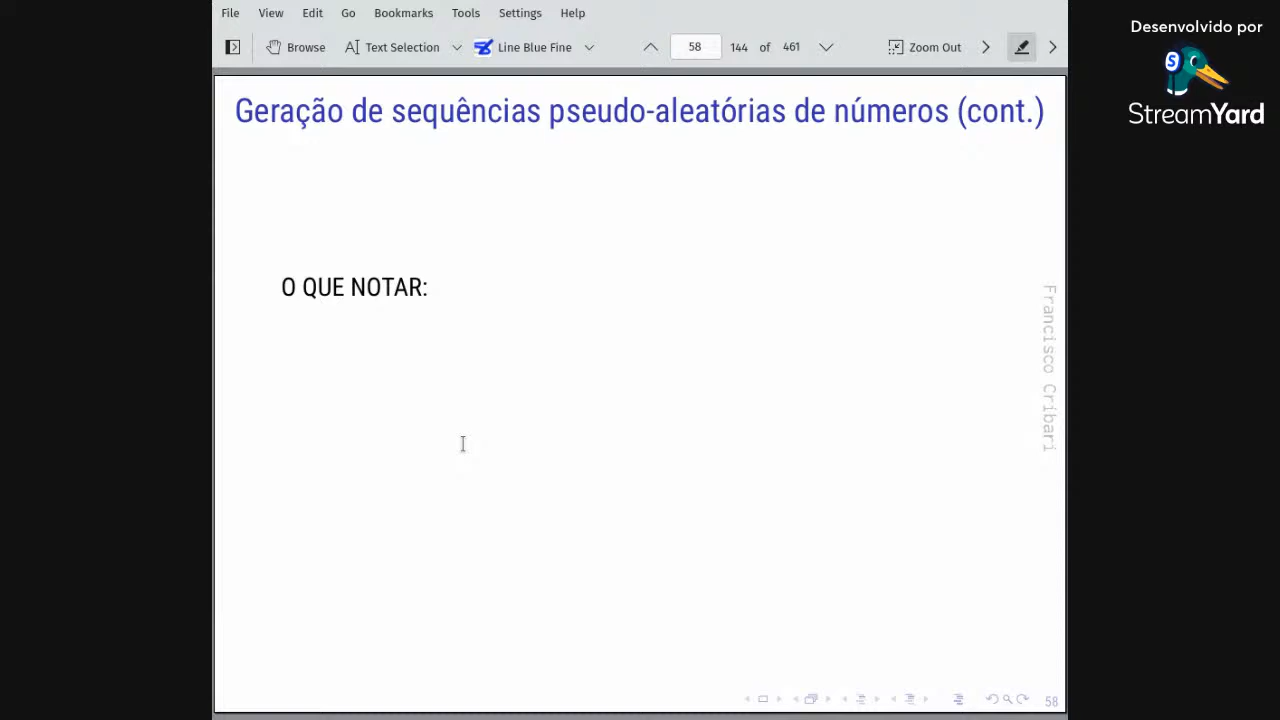 File View Edit Go Bookmarks Tools Settings Help
Desenvolvido por
Browse Text Selection Line Blue Fine 58 144 of 461 Zoom Out
S
StreamYard
Geração de sequências pseudo-aleatórias de números (cont.)
O QUE NOTAR:
Francisco Cribari
58